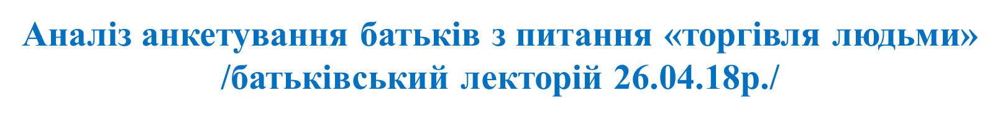 Аналіз анкетування батьків з питання «торгівля людьми»
/батьківський лекторій 26.04.18р./